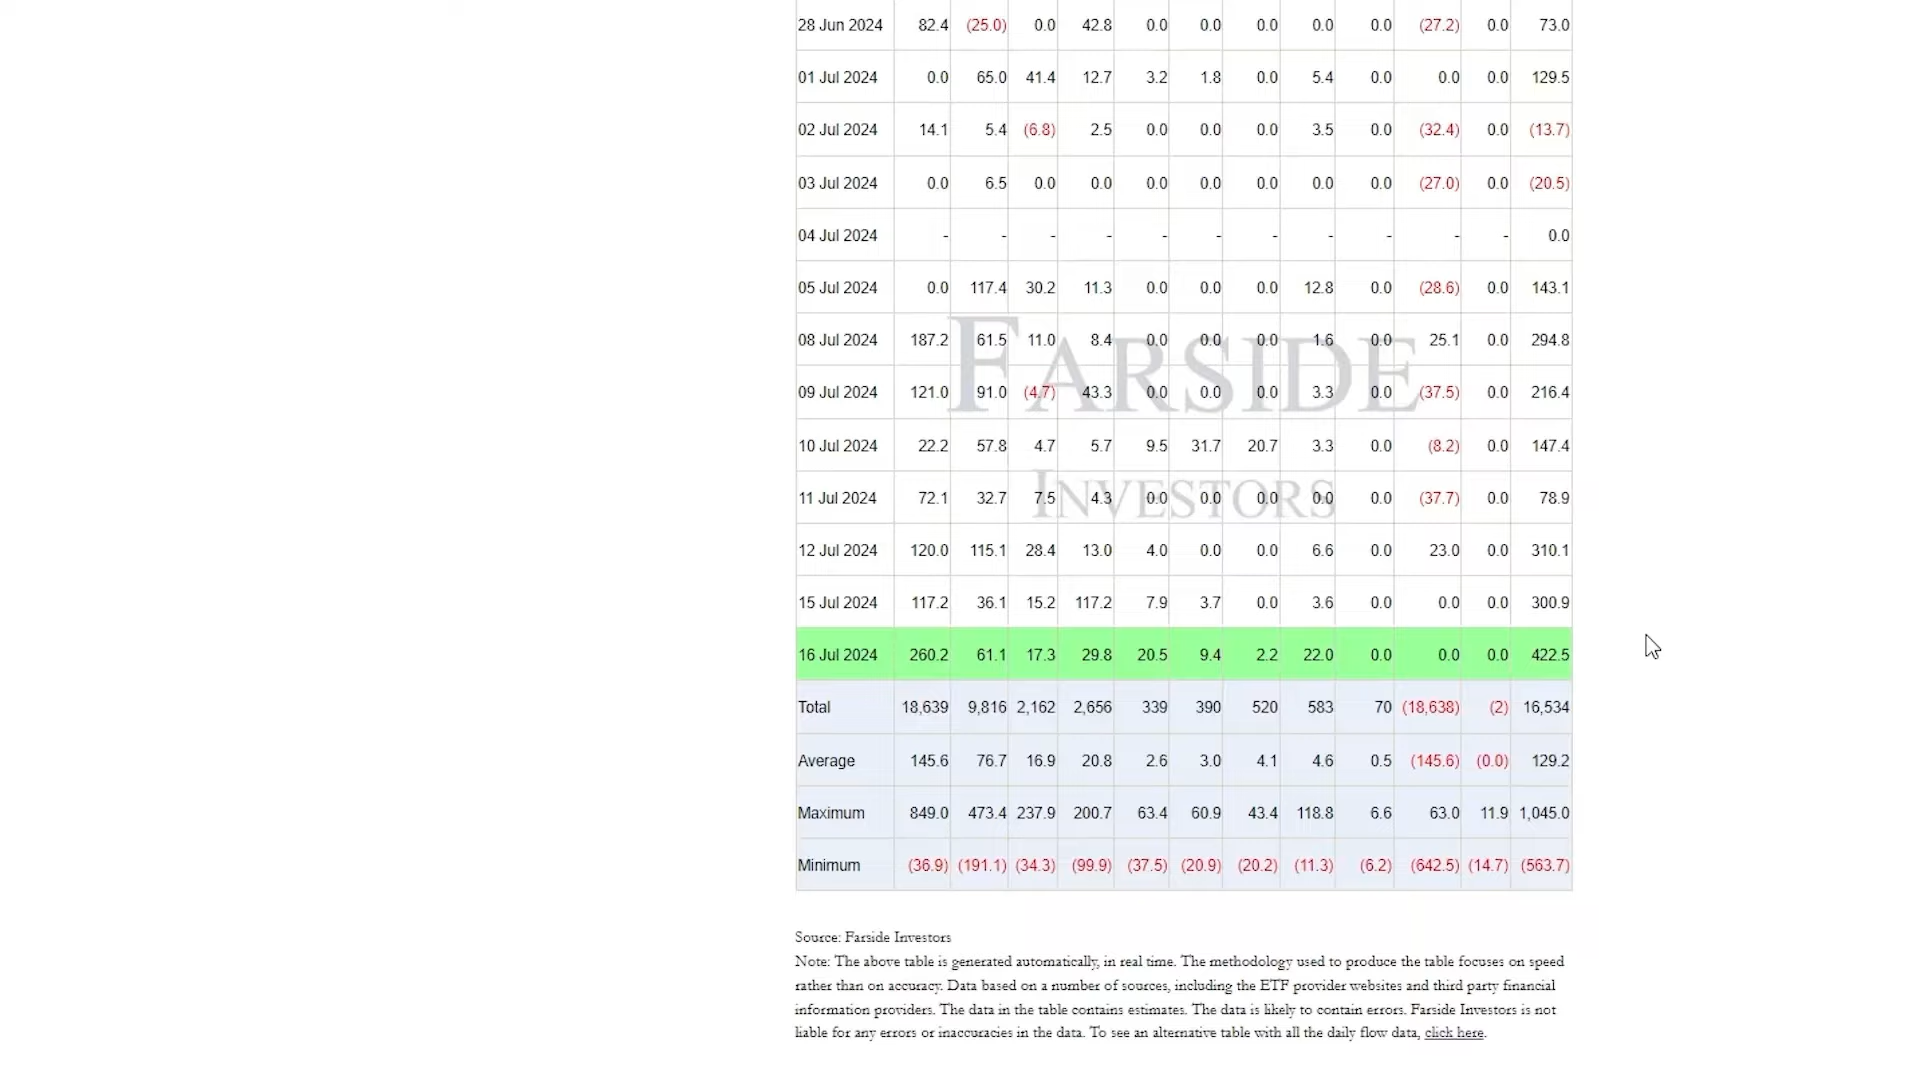 28 Jun 2024 82.4 (25.0) 0.0 42.8 0.0 0.0 0.0 0.0 0.0 (27.2) 0.0 73.0
01 Jul 2024 0.0 65.0 41.4 12.7 3.2 1.8 0.0 5.4 0.0 0.0 0.0 129.5
02 Jul 2024 14.1 5.4 (6.8) 2.5 0.0 0.0 0.0 3.5 0.0 (32.4) 0.0 (13.7)
03 Jul 2024 0.0 6.5 0.0 0.0 0.0 0.0 0.0 0.0 0.0 (27.0) 0.0 (20.5)
04 Jul 2024 - - - - - - - - - - - 0.0
05 Jul 2024 0.0 117.4 30.2 11.3 0.0 0.0 0.0 12.8 0.0 (28.6) 0.0 143.1
08 Jul 2024 187.2 61.5 11.0 8.4 0.0 0.0 0.0 1.6 0.0 25.1 0.0 294.8
FARSIDE
09 Jul 2024 121.0 91.0 (4.7) 43.3 0.0 0.0 0.0 3.3 0.0 (37.5) 0.0 216.4
10 Jul 2024 22.2 57.8 4.7 5.7 9.5 31.7 20.7 3.3 0.0 (8.2) 0.0 147.4
INVESTORS
11 Jul 2024 72.1 32.7 7.5 4.3 0.0 0.0 0.0 0.0 0.0 (37.7) 0.0 78.9
12 Jul 2024 120.0 115.1 28.4 13.0 4.0 0.0 0.0 6.6 0.0 23.0 0.0 310.1
15 Jul 2024 117.2 36.1 15.2 117.2 7.9 3.7 0.0 3.6 0.0 0.0 0.0 300.9
16 Jul 2024 260.2 61.1 17.3 29.8 20.5 9.4 2.2 22.0 0.0 0.0 0.0 422.5
Total 18,639 9,816 2,162 2,656 339 390 520 583 70 (18,638) (2) 16,534
Average 145.6 76.7 16.9 20.8 2.6 3.0 4.1 4.6 0.5 (145.6) (0.0) 129.2
Maximum 849.0 473.4 237.9 200.7 63.4 60.9 43.4 118.8 6.6 63.0 11.9 1,045.0
Minimum (36.9) (191.1) (34.3) (99.9) (37.5) (20.9) (20.2) (11.3) (6.2) (642.5) (14.7) (563.7)
Source: Farside Investors
Note: The above table is generated automatically, in real time. The methodology used to produce the table focuses on speed
rather than on accuracy. Data based on a number of sources, including the ETF provider websites and third party financial
information providers. The data in the table contains estimates. The data is likely to contain errors. Farside Investors is not
liable for any errors or inaccuracies in the data. To see an alternative table with all the daily flow data, click here.